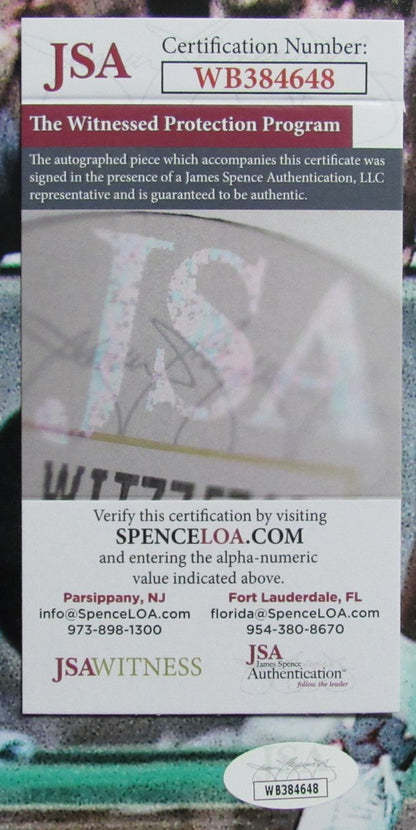 JSA
Certification Number:
WB384648
The Witnessed Protection Program
The autographed piece which accompanies this certificate was
signed in the presence of a James Spence Authentication, LLC
representative and is guaranteed to be authentic.
JSA
Verify this certification by visiting
SPENCELOA.COM
and entering the alpha-numeric
value indicated above.
Parsippany, NJ
info@SpenceLOA.com
973-898-1300
Fort Lauderdale, FL
florida@SpenceLOA.com
954-380-8670
JSAWITNESS
JSA
James Spence
Authentication™
follow the leader
JSA
WB384648